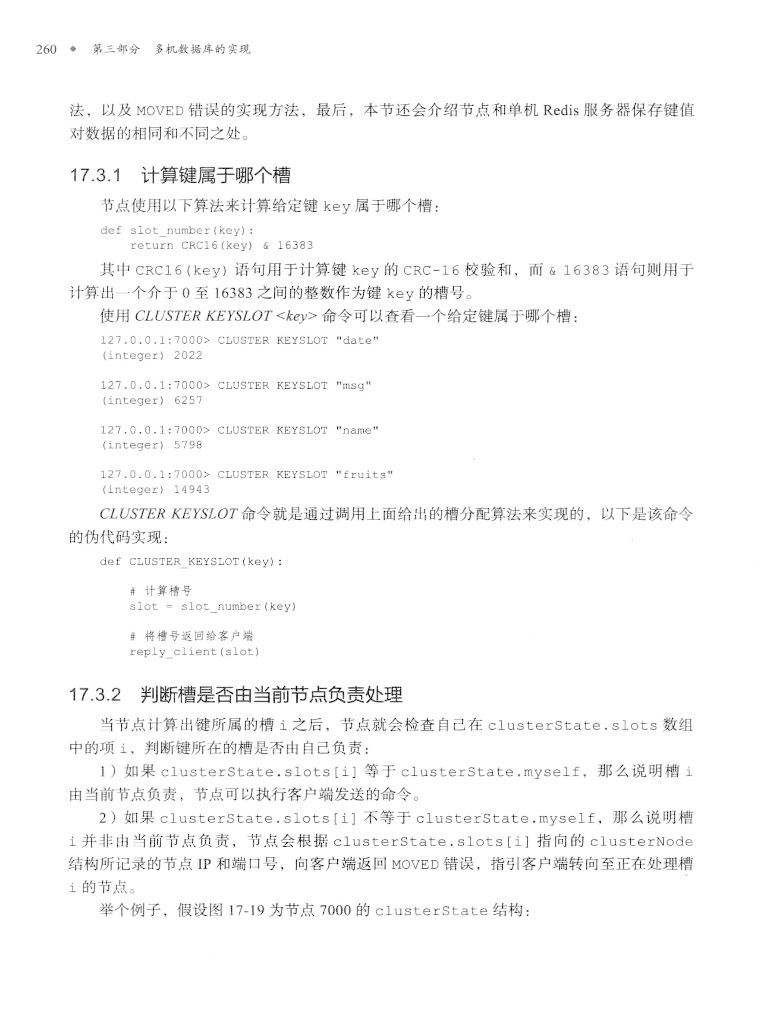 260 ● 第三部分 多机数据库的实现
法，以及 MOVED 错误的实现方法，最后，本节还会介绍节点和单机 Redis 服务器保存键值
对数据的相同和不同之处。
17.3.1 计算键属于哪个槽
节点使用以下算法来计算给定键 key 属于哪个槽：
def slot_number(key):
    return CRC16(key) & 16383
其中 CRC16(key) 语句用于计算键 key 的 CRC-16 校验和，而 & 16383 语句则用于
计算出一个介于 0 至 16383 之间的整数作为键 key 的槽号。
使用 CLUSTER KEYSLOT <key> 命令可以查看一个给定键属于哪个槽：
127.0.0.1:7000> CLUSTER KEYSLOT "date"
(integer) 2022
127.0.0.1:7000> CLUSTER KEYSLOT "msg"
(integer) 6257
127.0.0.1:7000> CLUSTER KEYSLOT "name"
(integer) 5798
127.0.0.1:7000> CLUSTER KEYSLOT "fruits"
(integer) 14943
CLUSTER KEYSLOT 命令就是通过调用上面给出的槽分配算法来实现的，以下是该命令
的伪代码实现：
def CLUSTER_KEYSLOT(key):
    # 计算槽号
    slot = slot_number(key)
    # 将槽号返回给客户端
    reply_client(slot)
17.3.2 判断槽是否由当前节点负责处理
当节点计算出键所属的槽 i 之后，节点就会检查自己在 clusterState.slots 数组
中的项 i，判断键所在的槽是否由自己负责：
1）如果 clusterState.slots[i] 等于 clusterState.myself，那么说明槽 i
由当前节点负责，节点可以执行客户端发送的命令。
2）如果 clusterState.slots[i] 不等于 clusterState.myself，那么说明槽
i 并非由当前节点负责，节点会根据 clusterState.slots[i] 指向的 clusterNode
结构所记录的节点 IP 和端口号，向客户端返回 MOVED 错误，指引客户端转向至正在处理槽
i 的节点。
举个例子，假设图 17-19 为节点 7000 的 clusterState 结构：